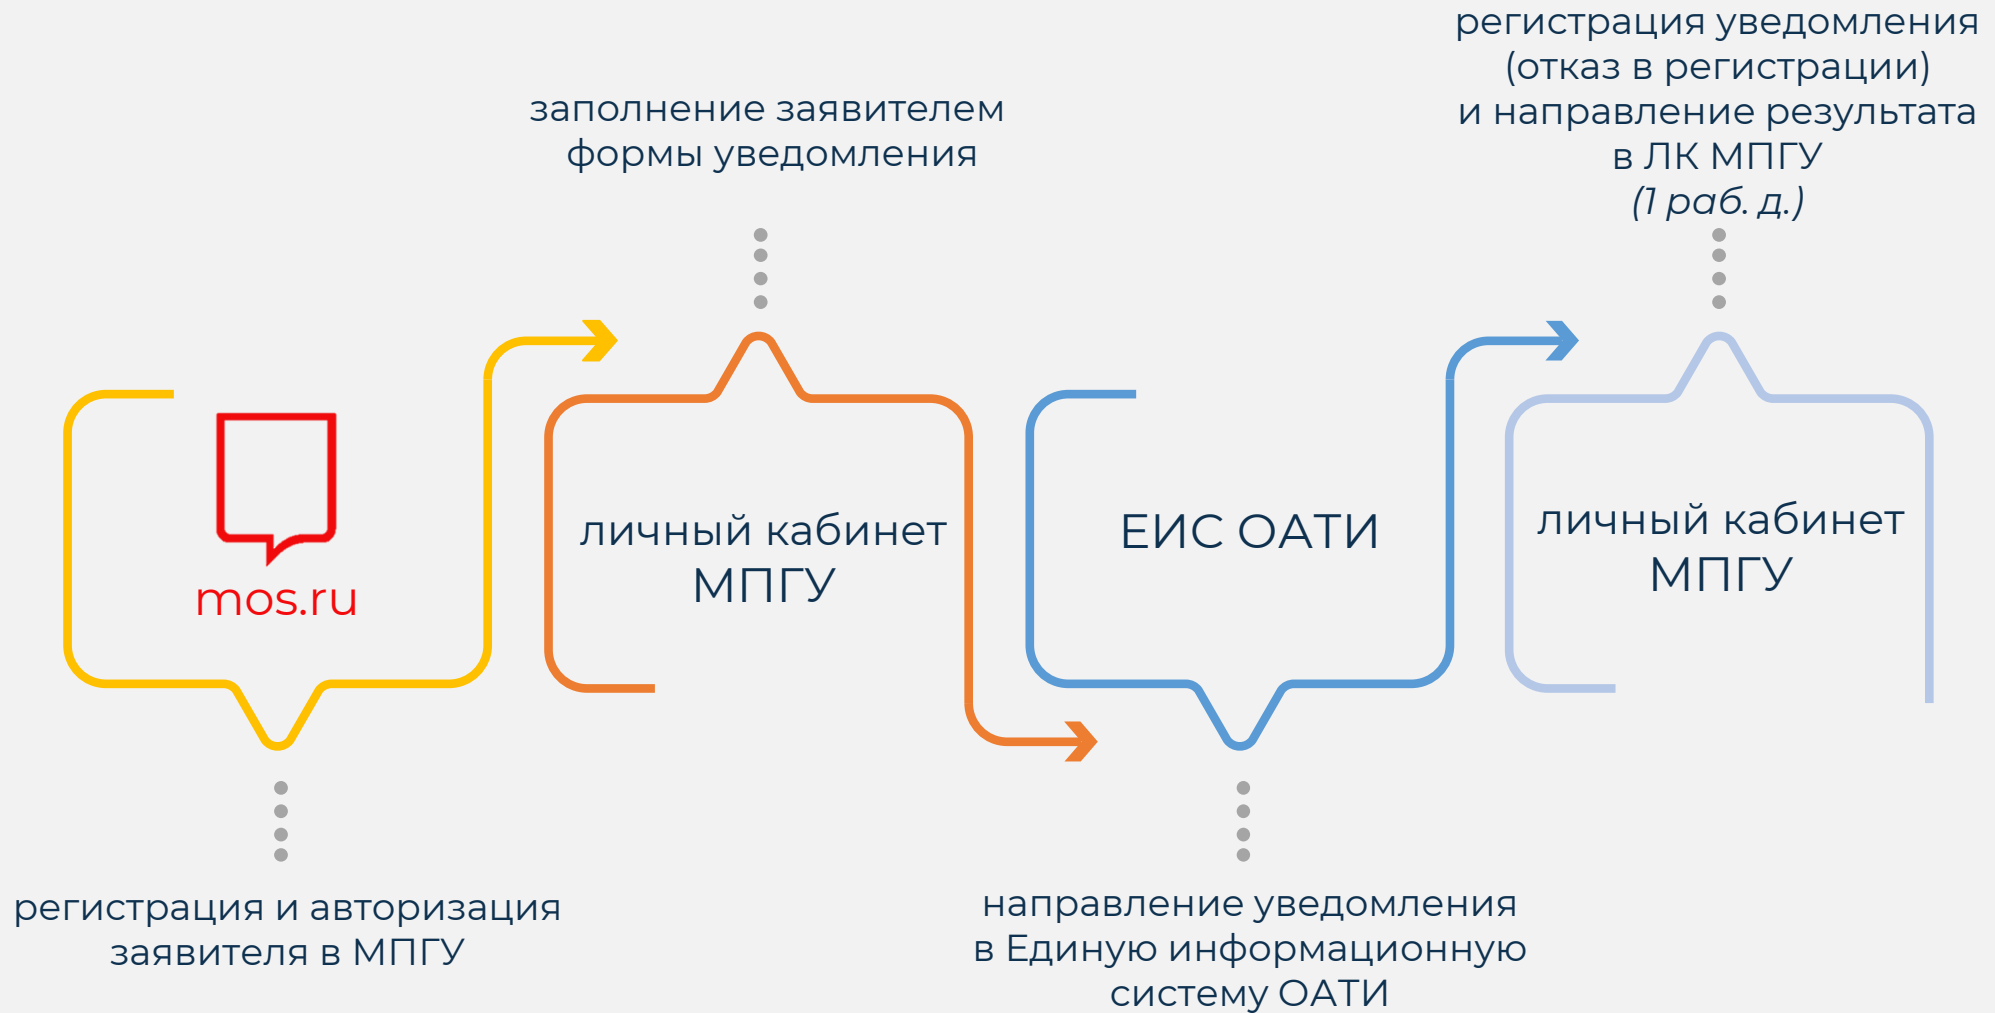 mos.ru
регистрация и авторизация
заявителя в МПГУ
заполнение заявителем
формы уведомления
личный кабинет
МПГУ
ЕИС ОАТИ
направление уведомления
в Единую информационную
систему ОАТИ
регистрация уведомления
(отказ в регистрации)
и направление результата
в ЛК МПГУ
(1 раб. д.)
личный кабинет
МПГУ